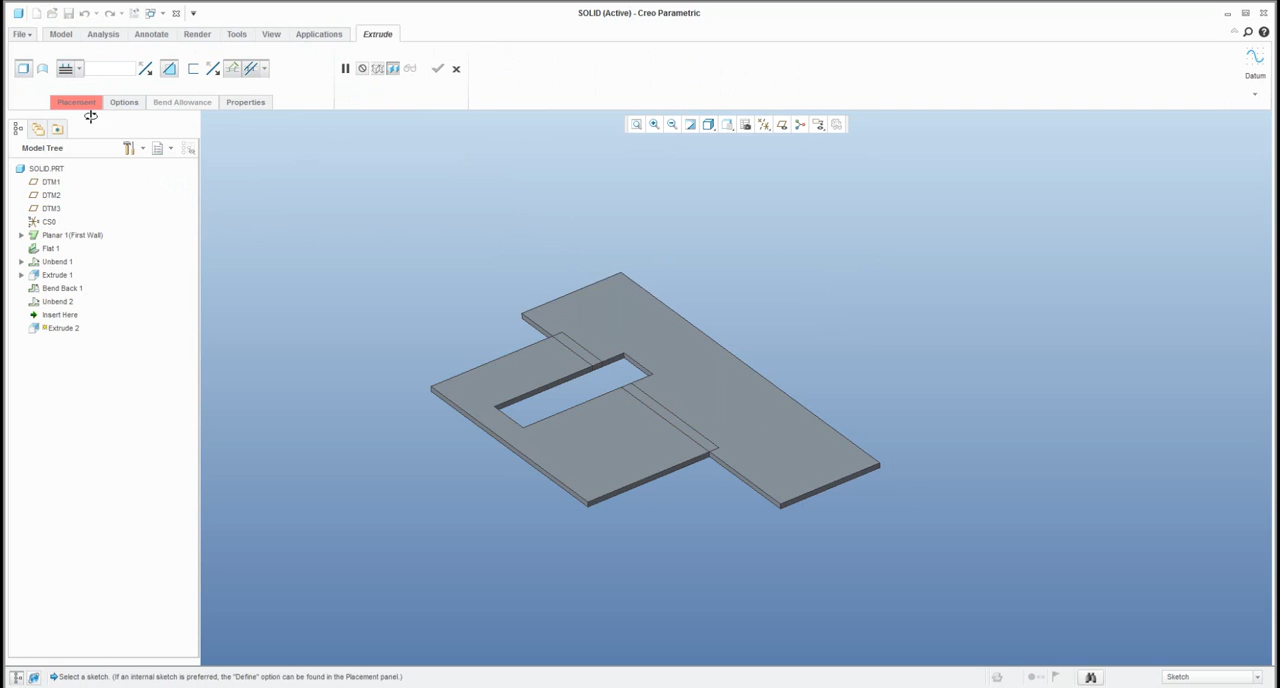 SOLID (Active) - Creo Parametric
File Model Analysis Annotate Render Tools View Applications Extrude
Placement Options Bend Allowance Properties
Datum
Model Tree
SOLID.PRT
DTM1
DTM2
DTM3
CS0
Planar 1(First Wall)
Flat 1
Unbend 1
Extrude 1
Bend Back 1
Unbend 2
Insert Here
Extrude 2
Select a sketch. (If an internal sketch is preferred, the "Define" option can be found in the Placement panel.)
Sketch